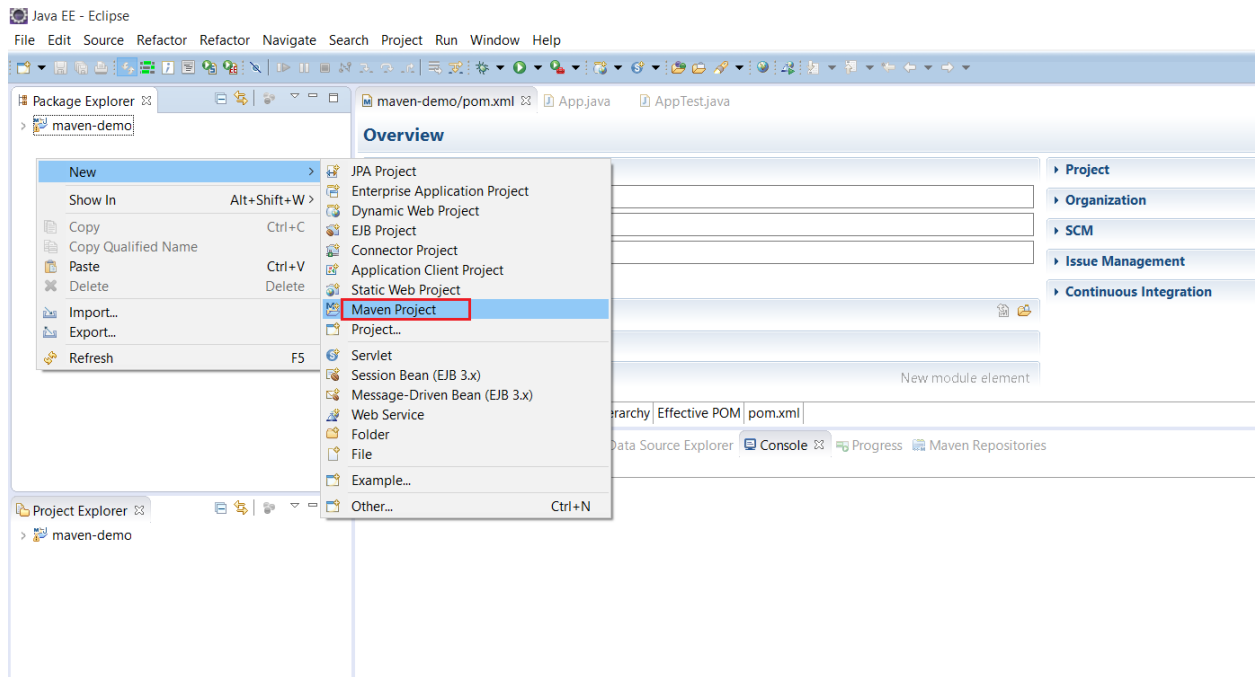 Java EE - Eclipse
File Edit Source Refactor Refactor Navigate Search Project Run Window Help
Package Explorer
maven-demo
maven-demo/pom.xml App.java AppTest.java
Overview
New
Show In Alt+Shift+W
Copy Ctrl+C
Copy Qualified Name
Paste Ctrl+V
Delete Delete
Import...
Export...
Refresh F5
JPA Project
Enterprise Application Project
Dynamic Web Project
EJB Project
Connector Project
Application Client Project
Static Web Project
Maven Project
Project...
Servlet
Session Bean (EJB 3.x)
Message-Driven Bean (EJB 3.x)
Web Service
Folder
File
Example...
Other... Ctrl+N
Project
Organization
SCM
Issue Management
Continuous Integration
New module element
erarchy Effective POM pom.xml
Data Source Explorer Console Progress Maven Repositories
Project Explorer
maven-demo